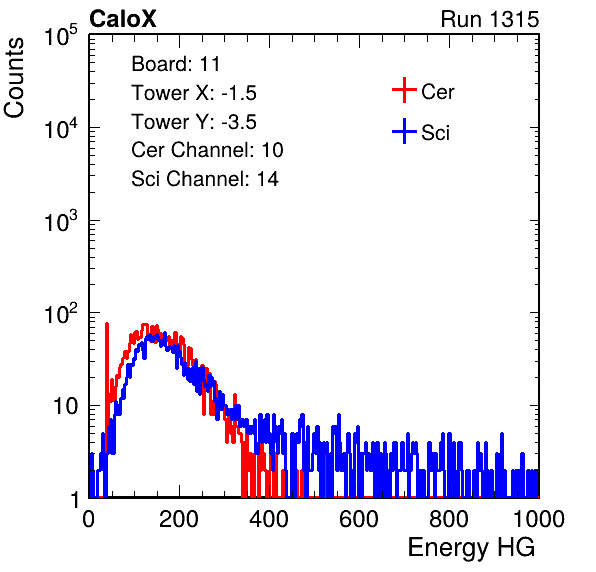 CaloX Run 1315
Counts
Board: 11
Tower X: -1.5
Tower Y: -3.5
Cer Channel: 10
Sci Channel: 14
Cer
Sci
10^5
10^4
10^3
10^2
10
1
0 200 400 600 800 1000
Energy HG